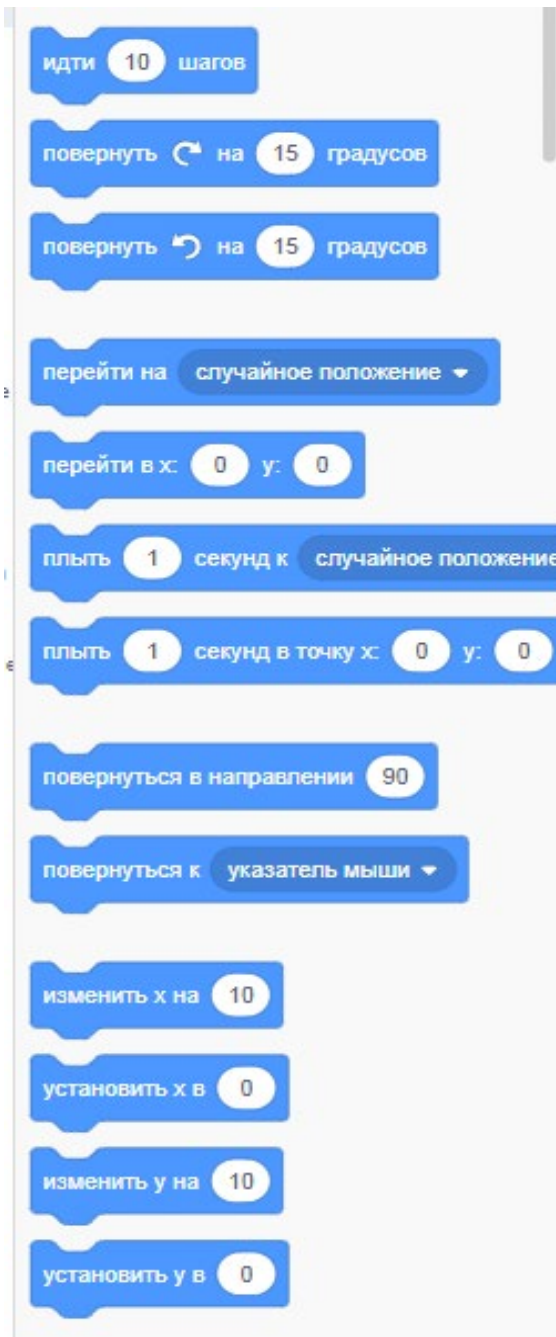 идти 10 шагов
повернуть на 15 градусов
повернуть на 15 градусов
перейти на случайное положение
перейти в x: 0 y: 0
плыть 1 секунд к случайное положение
плыть 1 секунд в точку x: 0 y: 0
повернуться в направлении 90
повернуться к указатель мыши
изменить x на 10
установить x в 0
изменить y на 10
установить y в 0